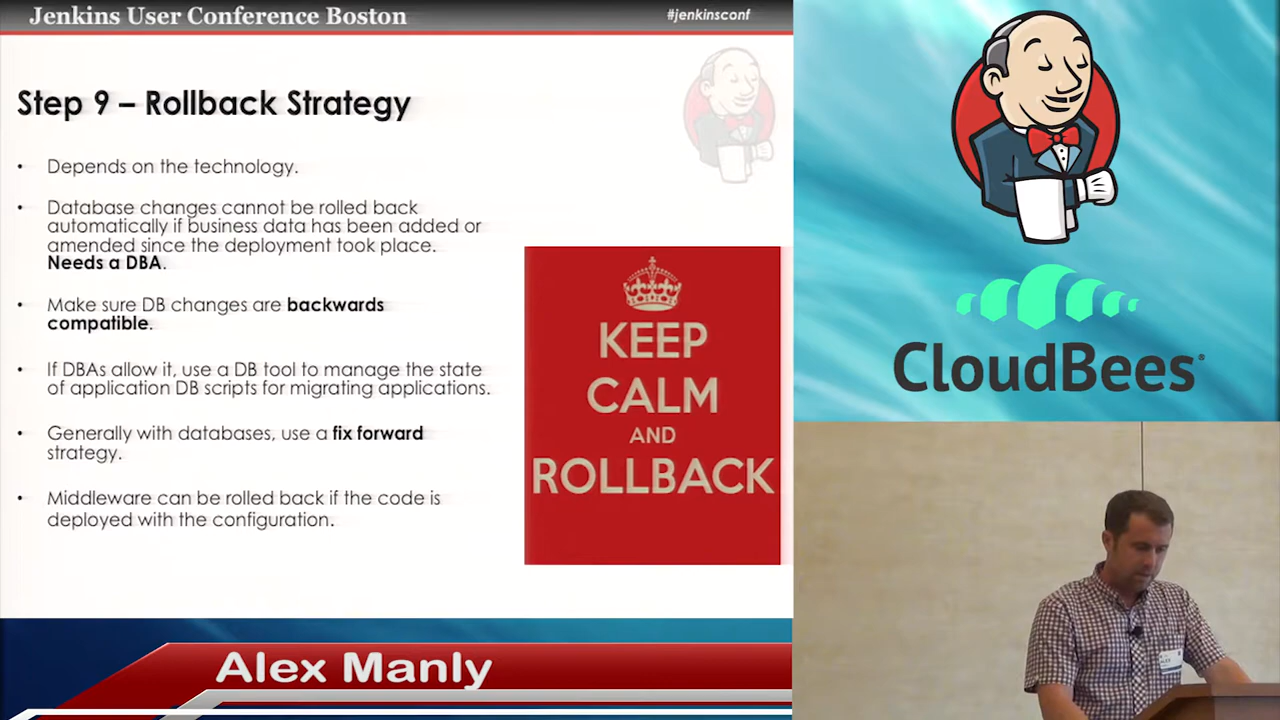 Jenkins User Conference Boston
#jenkinsconf
Step 9 – Rollback Strategy
• Depends on the technology.
• Database changes cannot be rolled back
automatically if business data has been added or
amended since the deployment took place.
Needs a DBA.
• Make sure DB changes are backwards
compatible.
• If DBAs allow it, use a DB tool to manage the state
of application DB scripts for migrating applications.
• Generally with databases, use a fix forward
strategy.
• Middleware can be rolled back if the code is
deployed with the configuration.
KEEP
CALM
AND
ROLLBACK
CloudBees®
Alex Manly